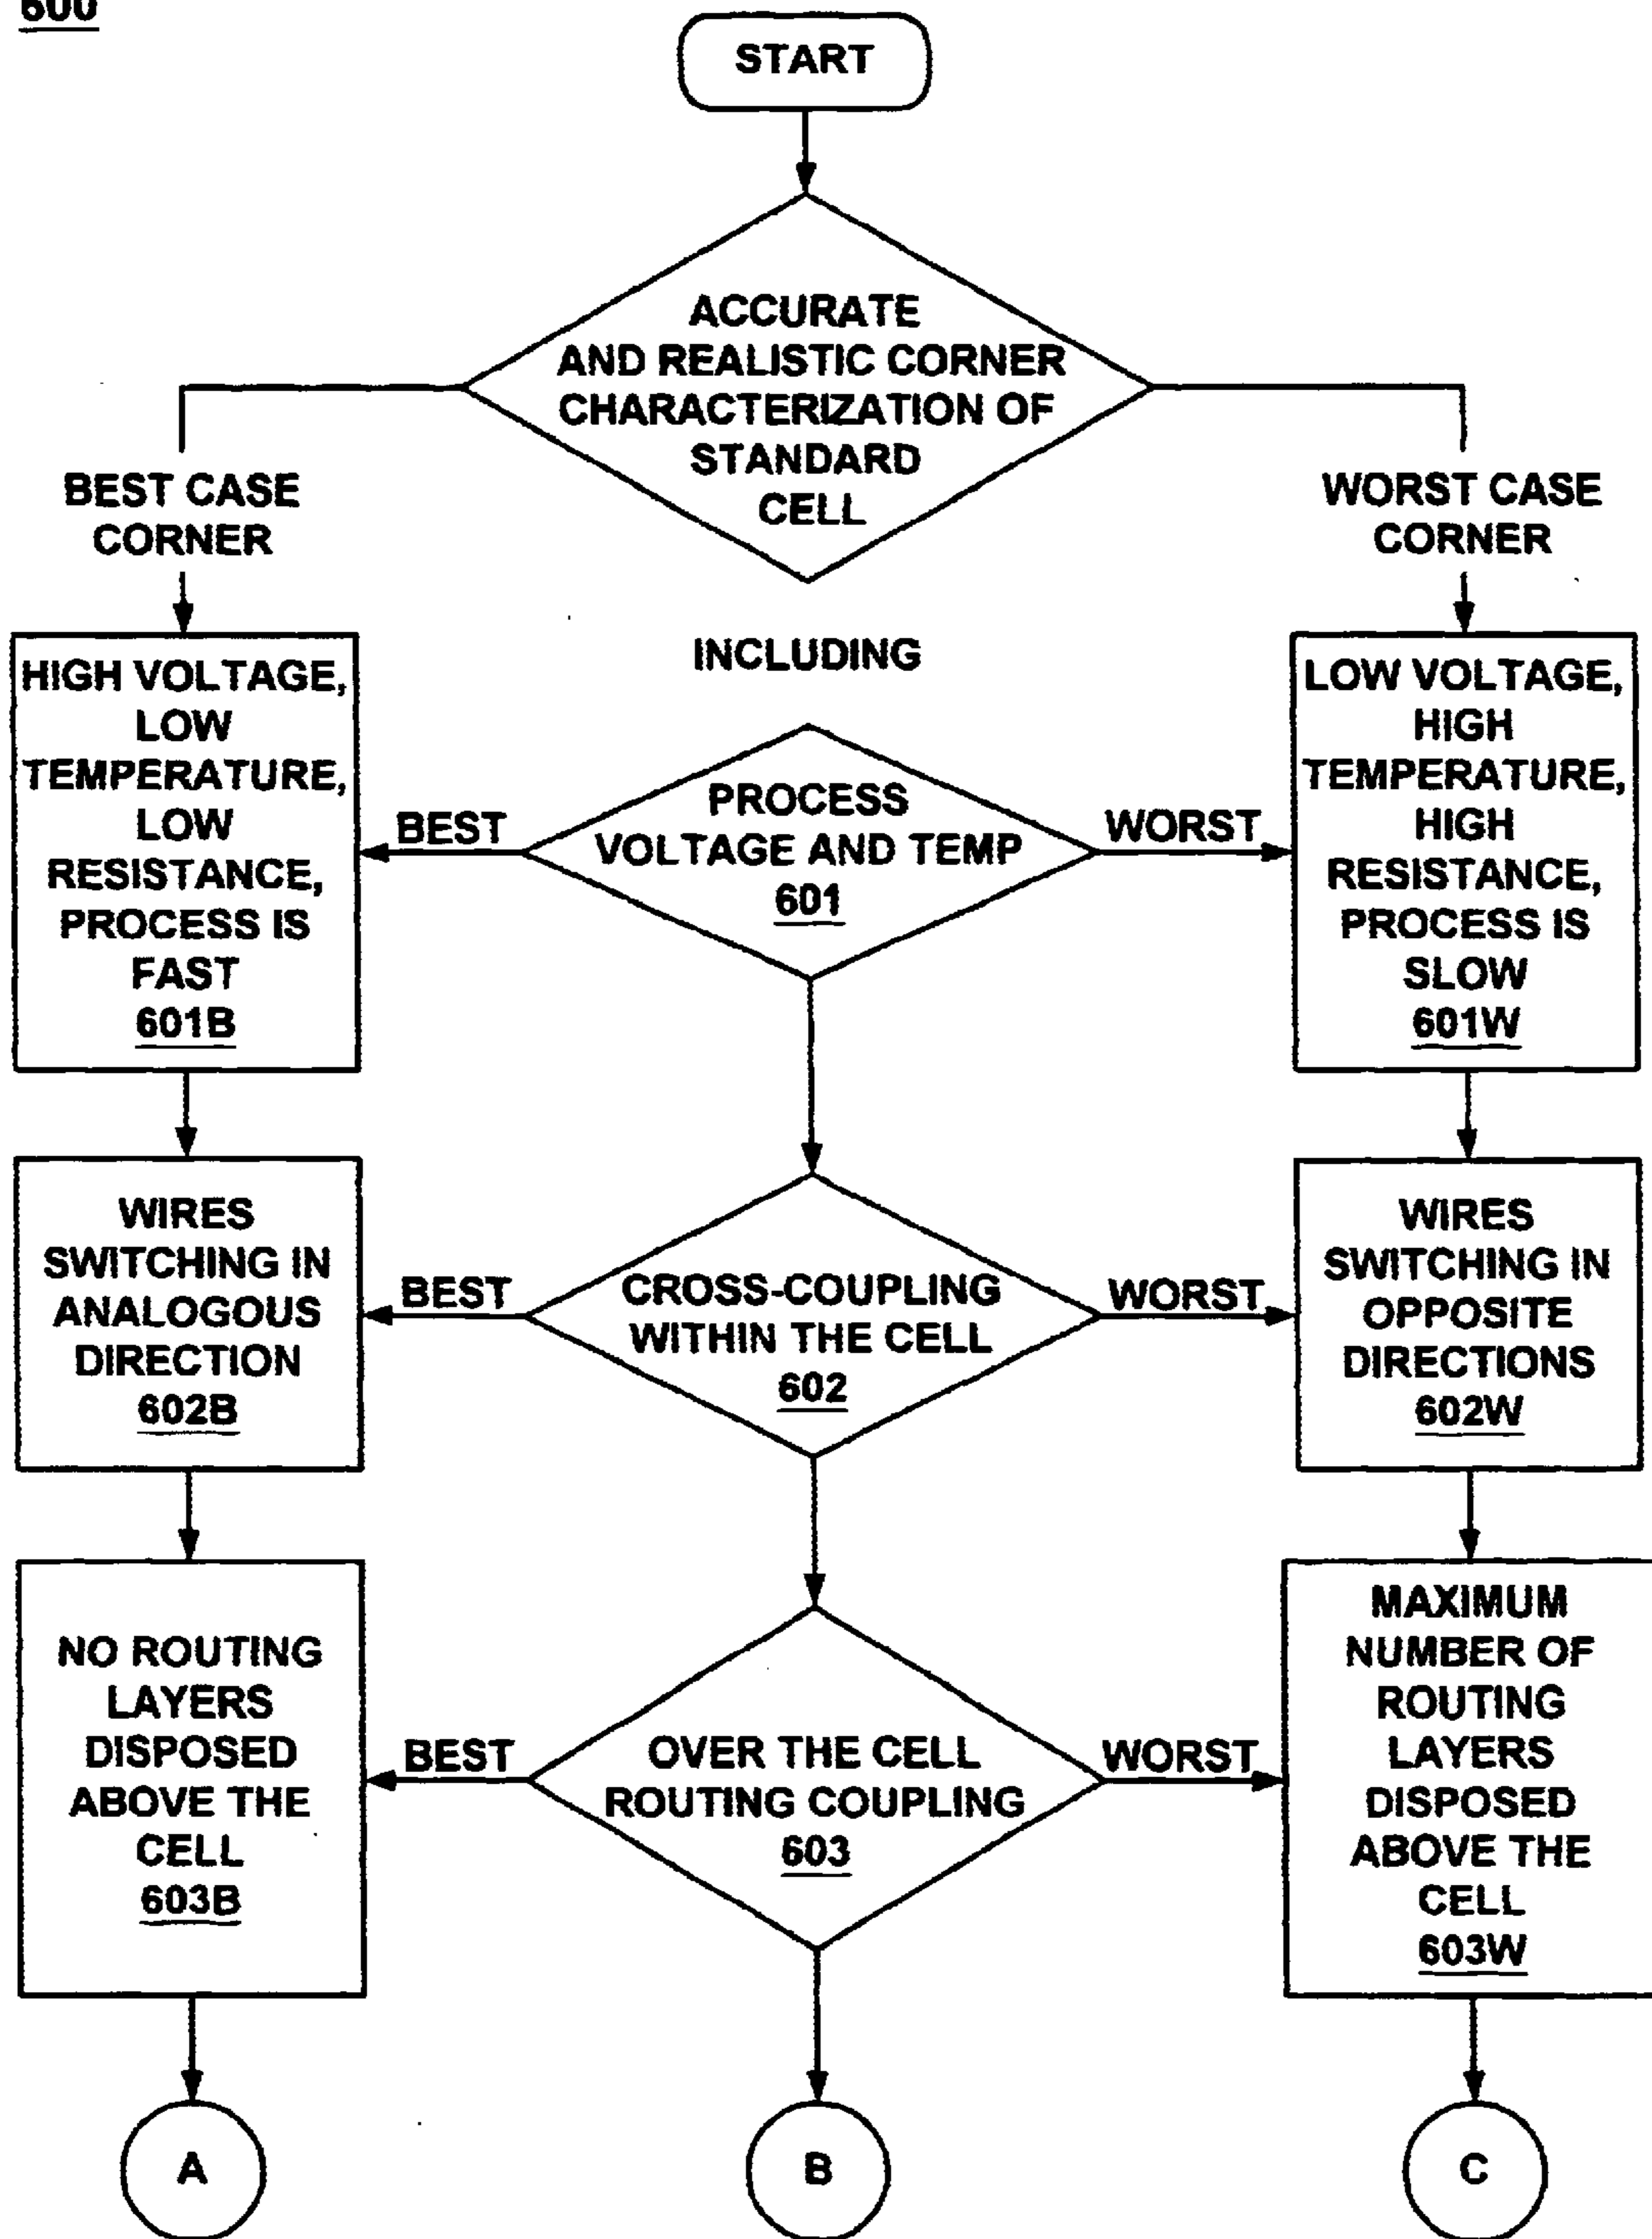 600
START
ACCURATE
AND REALISTIC CORNER
CHARACTERIZATION OF
STANDARD
CELL
BEST CASE
CORNER
WORST CASE
CORNER
INCLUDING
HIGH VOLTAGE,
LOW
TEMPERATURE,
LOW
RESISTANCE,
PROCESS IS
FAST
601B
BEST
PROCESS
VOLTAGE AND TEMP
601
WORST
LOW VOLTAGE,
HIGH
TEMPERATURE,
HIGH
RESISTANCE,
PROCESS IS
SLOW
601W
WIRES
SWITCHING IN
ANALOGOUS
DIRECTION
602B
BEST
CROSS-COUPLING
WITHIN THE CELL
602
WORST
WIRES
SWITCHING IN
OPPOSITE
DIRECTIONS
602W
NO ROUTING
LAYERS
DISPOSED
ABOVE THE
CELL
603B
BEST
OVER THE CELL
ROUTING COUPLING
603
WORST
MAXIMUM
NUMBER OF
ROUTING
LAYERS
DISPOSED
ABOVE THE
CELL
603W
A
B
C